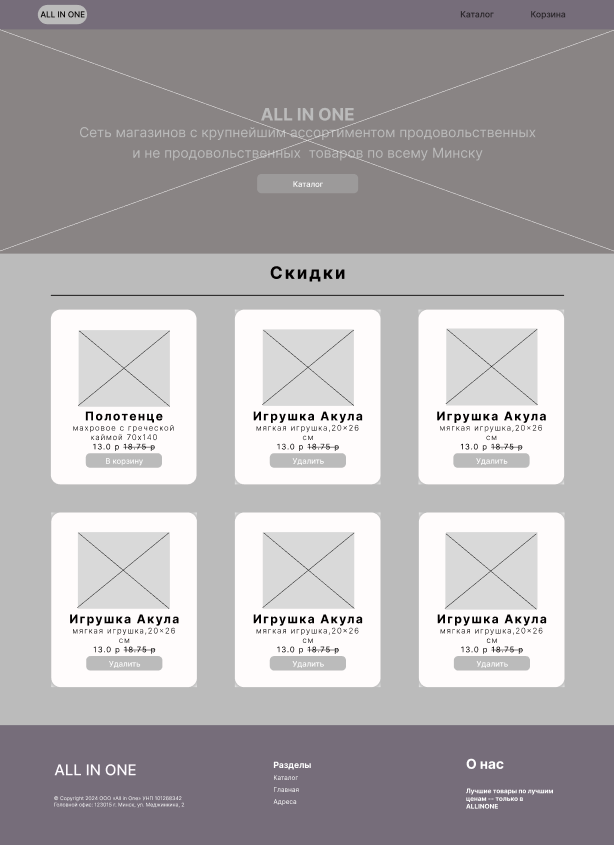 ALL IN ONE
Каталог
Корзина
ALL IN ONE
Сеть магазинов с крупнейшим ассортиментом продовольственных
и не продовольственных товаров по всему Минску
Каталог
Скидки
Полотенце
махровое с греческой
каймой 70х140
13.0 р 18.75 р
В корзину
Игрушка Акула
мягкая игрушка,20×26
см
13.0 р 18.75 р
Удалить
Игрушка Акула
мягкая игрушка,20×26
см
13.0 р 18.75 р
Удалить
Игрушка Акула
мягкая игрушка,20×26
см
13.0 р 18.75 р
Удалить
Игрушка Акула
мягкая игрушка,20×26
см
13.0 р 18.75 р
Удалить
Игрушка Акула
мягкая игрушка,20×26
см
13.0 р 18.75 р
Удалить
ALL IN ONE
© Copyright 2024 ООО «All in One» УНП 101268342
Головной офис: 123015 г. Минск, ул. Маджинкина, 2
Разделы
Каталог
Главная
Адреса
О нас
Лучшие товары по лучшим
ценам -- только в
ALLINONE